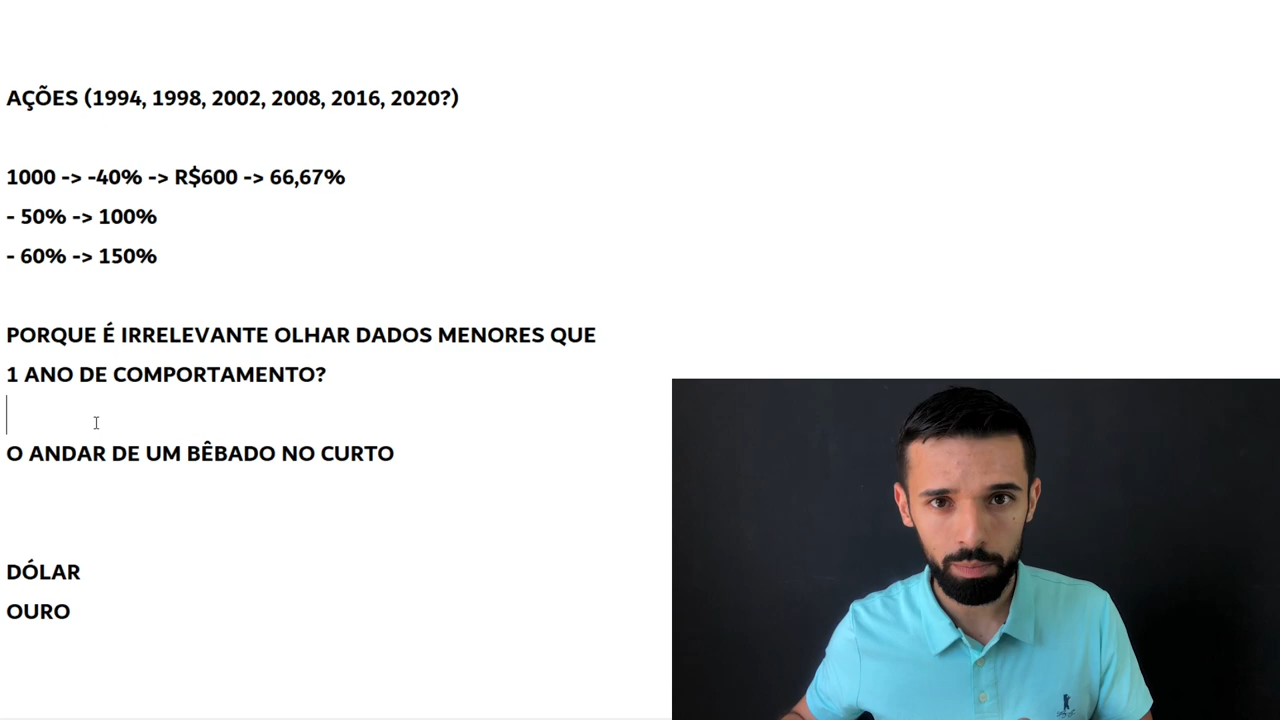 AÇÕES (1994, 1998, 2002, 2008, 2016, 2020?)
1000 -> -40% -> R$600 -> 66,67%
- 50% -> 100%
- 60% -> 150%
PORQUE É IRRELEVANTE OLHAR DADOS MENORES QUE
1 ANO DE COMPORTAMENTO?
O ANDAR DE UM BÊBADO NO CURTO
DÓLAR
OURO